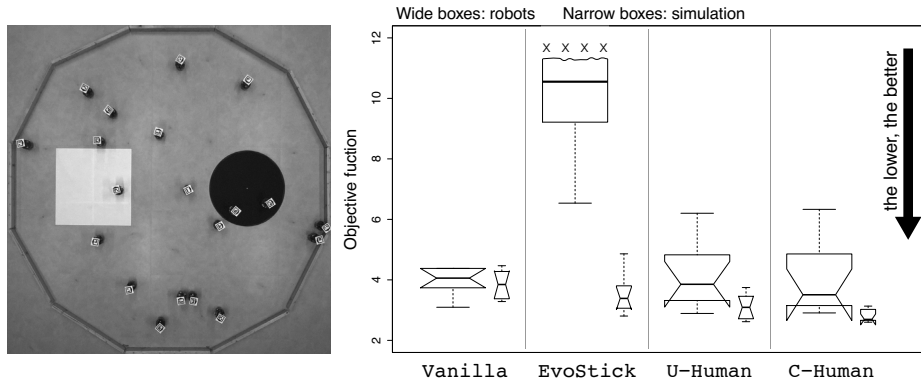 Wide boxes: robots Narrow boxes: simulation
12
10
8
6
4
2
Objective fuction
X X X X
the lower, the better
Vanilla EvoStick U-Human C-Human